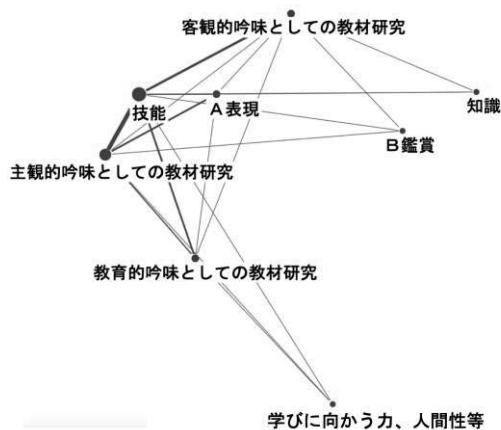 客観的吟味としての教材研究
技能
A表現
知識
B鑑賞
主観的吟味としての教材研究
教育的吟味としての教材研究
学びに向かう力、人間性等